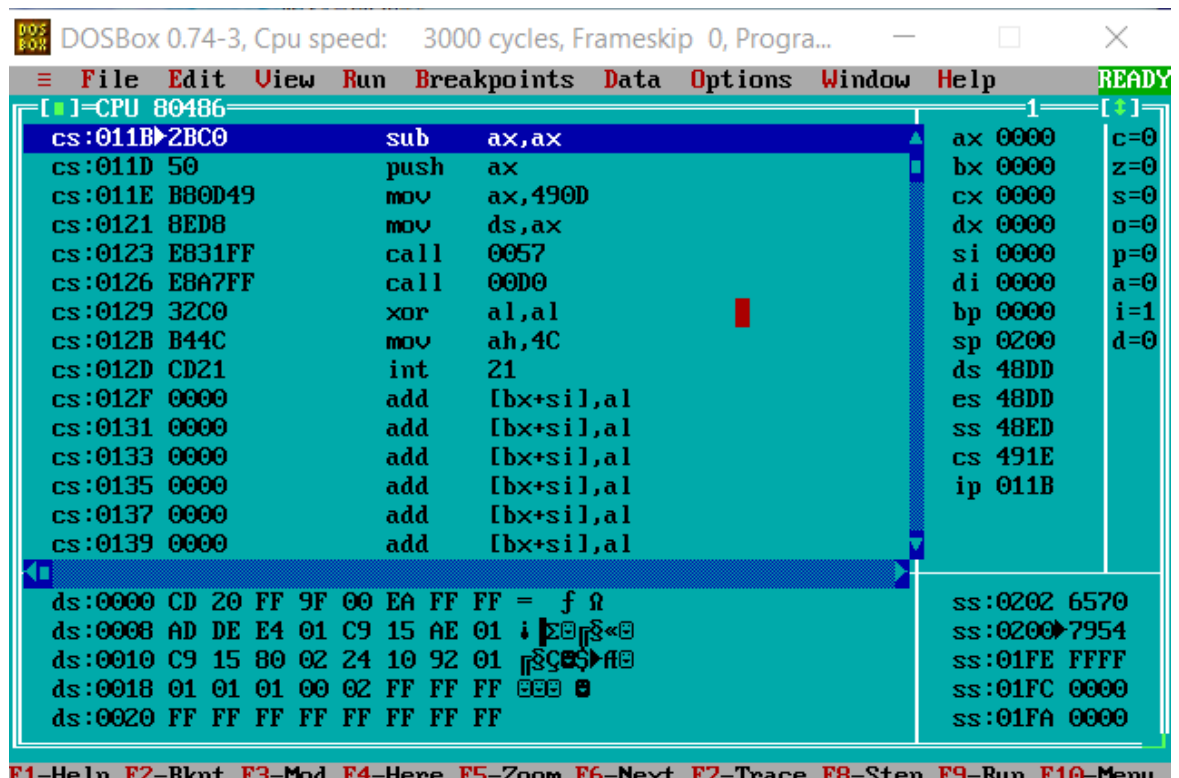 DOSBox 0.74-3, Cpu speed: 3000 cycles, Frameskip 0, Progra...
≡ File Edit View Run Breakpoints Data Options Window Help READY
[■]=CPU 80486 1 [↕]
cs:011B►2BC0 sub ax,ax ax 0000 c=0
cs:011D 50 push ax bx 0000 z=0
cs:011E B80D49 mov ax,490D cx 0000 s=0
cs:0121 8ED8 mov ds,ax dx 0000 o=0
cs:0123 E831FF call 0057 si 0000 p=0
cs:0126 E8A7FF call 00D0 di 0000 a=0
cs:0129 32C0 xor al,al bp 0000 i=1
cs:012B B44C mov ah,4C sp 0200 d=0
cs:012D CD21 int 21 ds 48DD
cs:012F 0000 add [bx+si],al es 48DD
cs:0131 0000 add [bx+si],al ss 48ED
cs:0133 0000 add [bx+si],al cs 491E
cs:0135 0000 add [bx+si],al ip 011B
cs:0137 0000 add [bx+si],al
cs:0139 0000 add [bx+si],al
ds:0000 CD 20 FF 9F 00 EA FF FF = ƒ Ω ss:0202 6570
ds:0008 AD DE E4 01 C9 15 AE 01 ¡▐Σ☺╔§«☺ ss:0200►7954
ds:0010 C9 15 80 02 24 10 92 01 ╔§Ç☻$►Æ☺ ss:01FE FFFF
ds:0018 01 01 01 00 02 FF FF FF ☺☺☺ ☻ ss:01FC 0000
ds:0020 FF FF FF FF FF FF FF FF ss:01FA 0000
F1-Help F2-Bkpt F3-Mod F4-Here F5-Zoom F6-Next F7-Trace F8-Step F9-Run F10-Menu